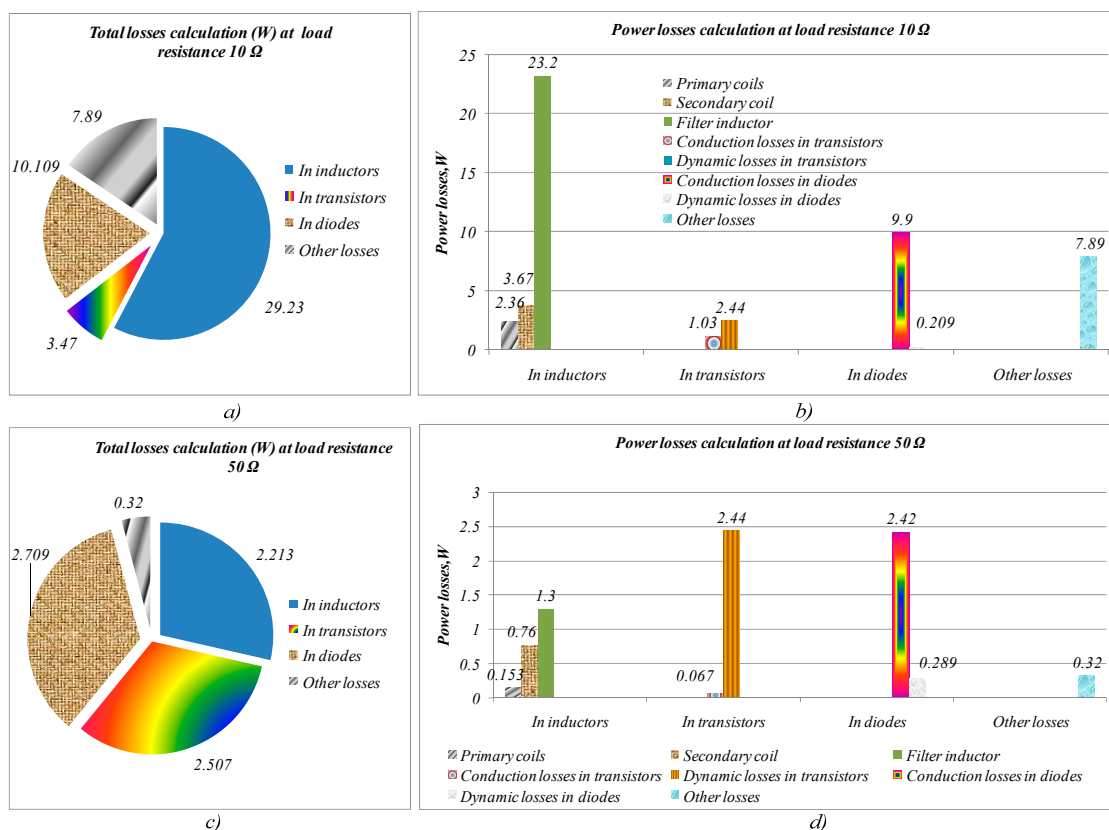 Total losses calculation (W) at load
resistance 10 Ω
7.89
10.109
3.47
29.23
In inductors
In transistors
In diodes
Other losses
a)
Power losses calculation at load resistance 10 Ω
Power losses,W
25
20
15
10
5
0
23.2
3.67
2.36
1.03
2.44
9.9
0.209
7.89
Primary coils
Secondary coil
Filter inductor
Conduction losses in transistors
Dynamic losses in transistors
Conduction losses in diodes
Dynamic losses in diodes
Other losses
In inductors
In transistors
In diodes
Other losses
b)
Total losses calculation (W) at load resistance
50 Ω
0.32
2.709
2.213
2.507
In inductors
In transistors
In diodes
Other losses
c)
Power losses calculation at load resistance 50 Ω
Power losses,W
3
2.5
2
1.5
1
0.5
0
0.153
0.76
1.3
0.067
2.44
2.42
0.289
0.32
In inductors
In transistors
In diodes
Other losses
Primary coils
Secondary coil
Filter inductor
Conduction losses in transistors
Dynamic losses in transistors
Conduction losses in diodes
Dynamic losses in diodes
Other losses
d)